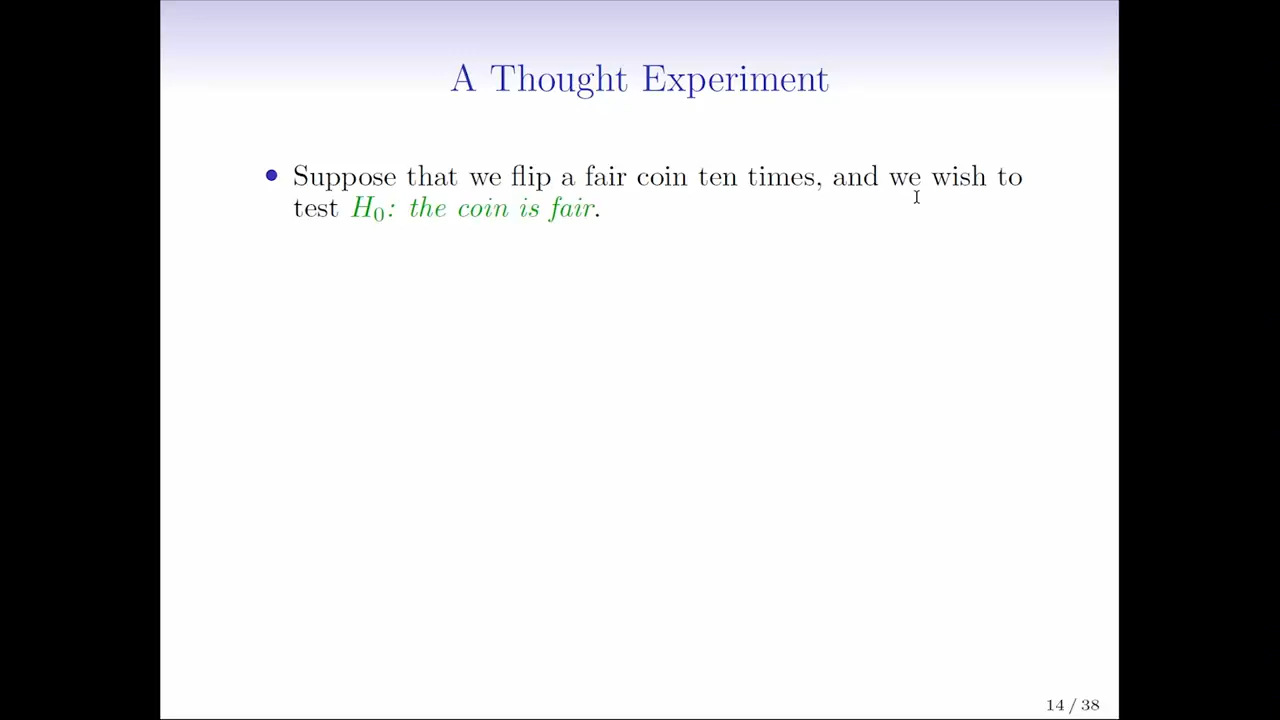 A Thought Experiment
• Suppose that we flip a fair coin ten times, and we wish to
test H₀: the coin is fair.
14 / 38